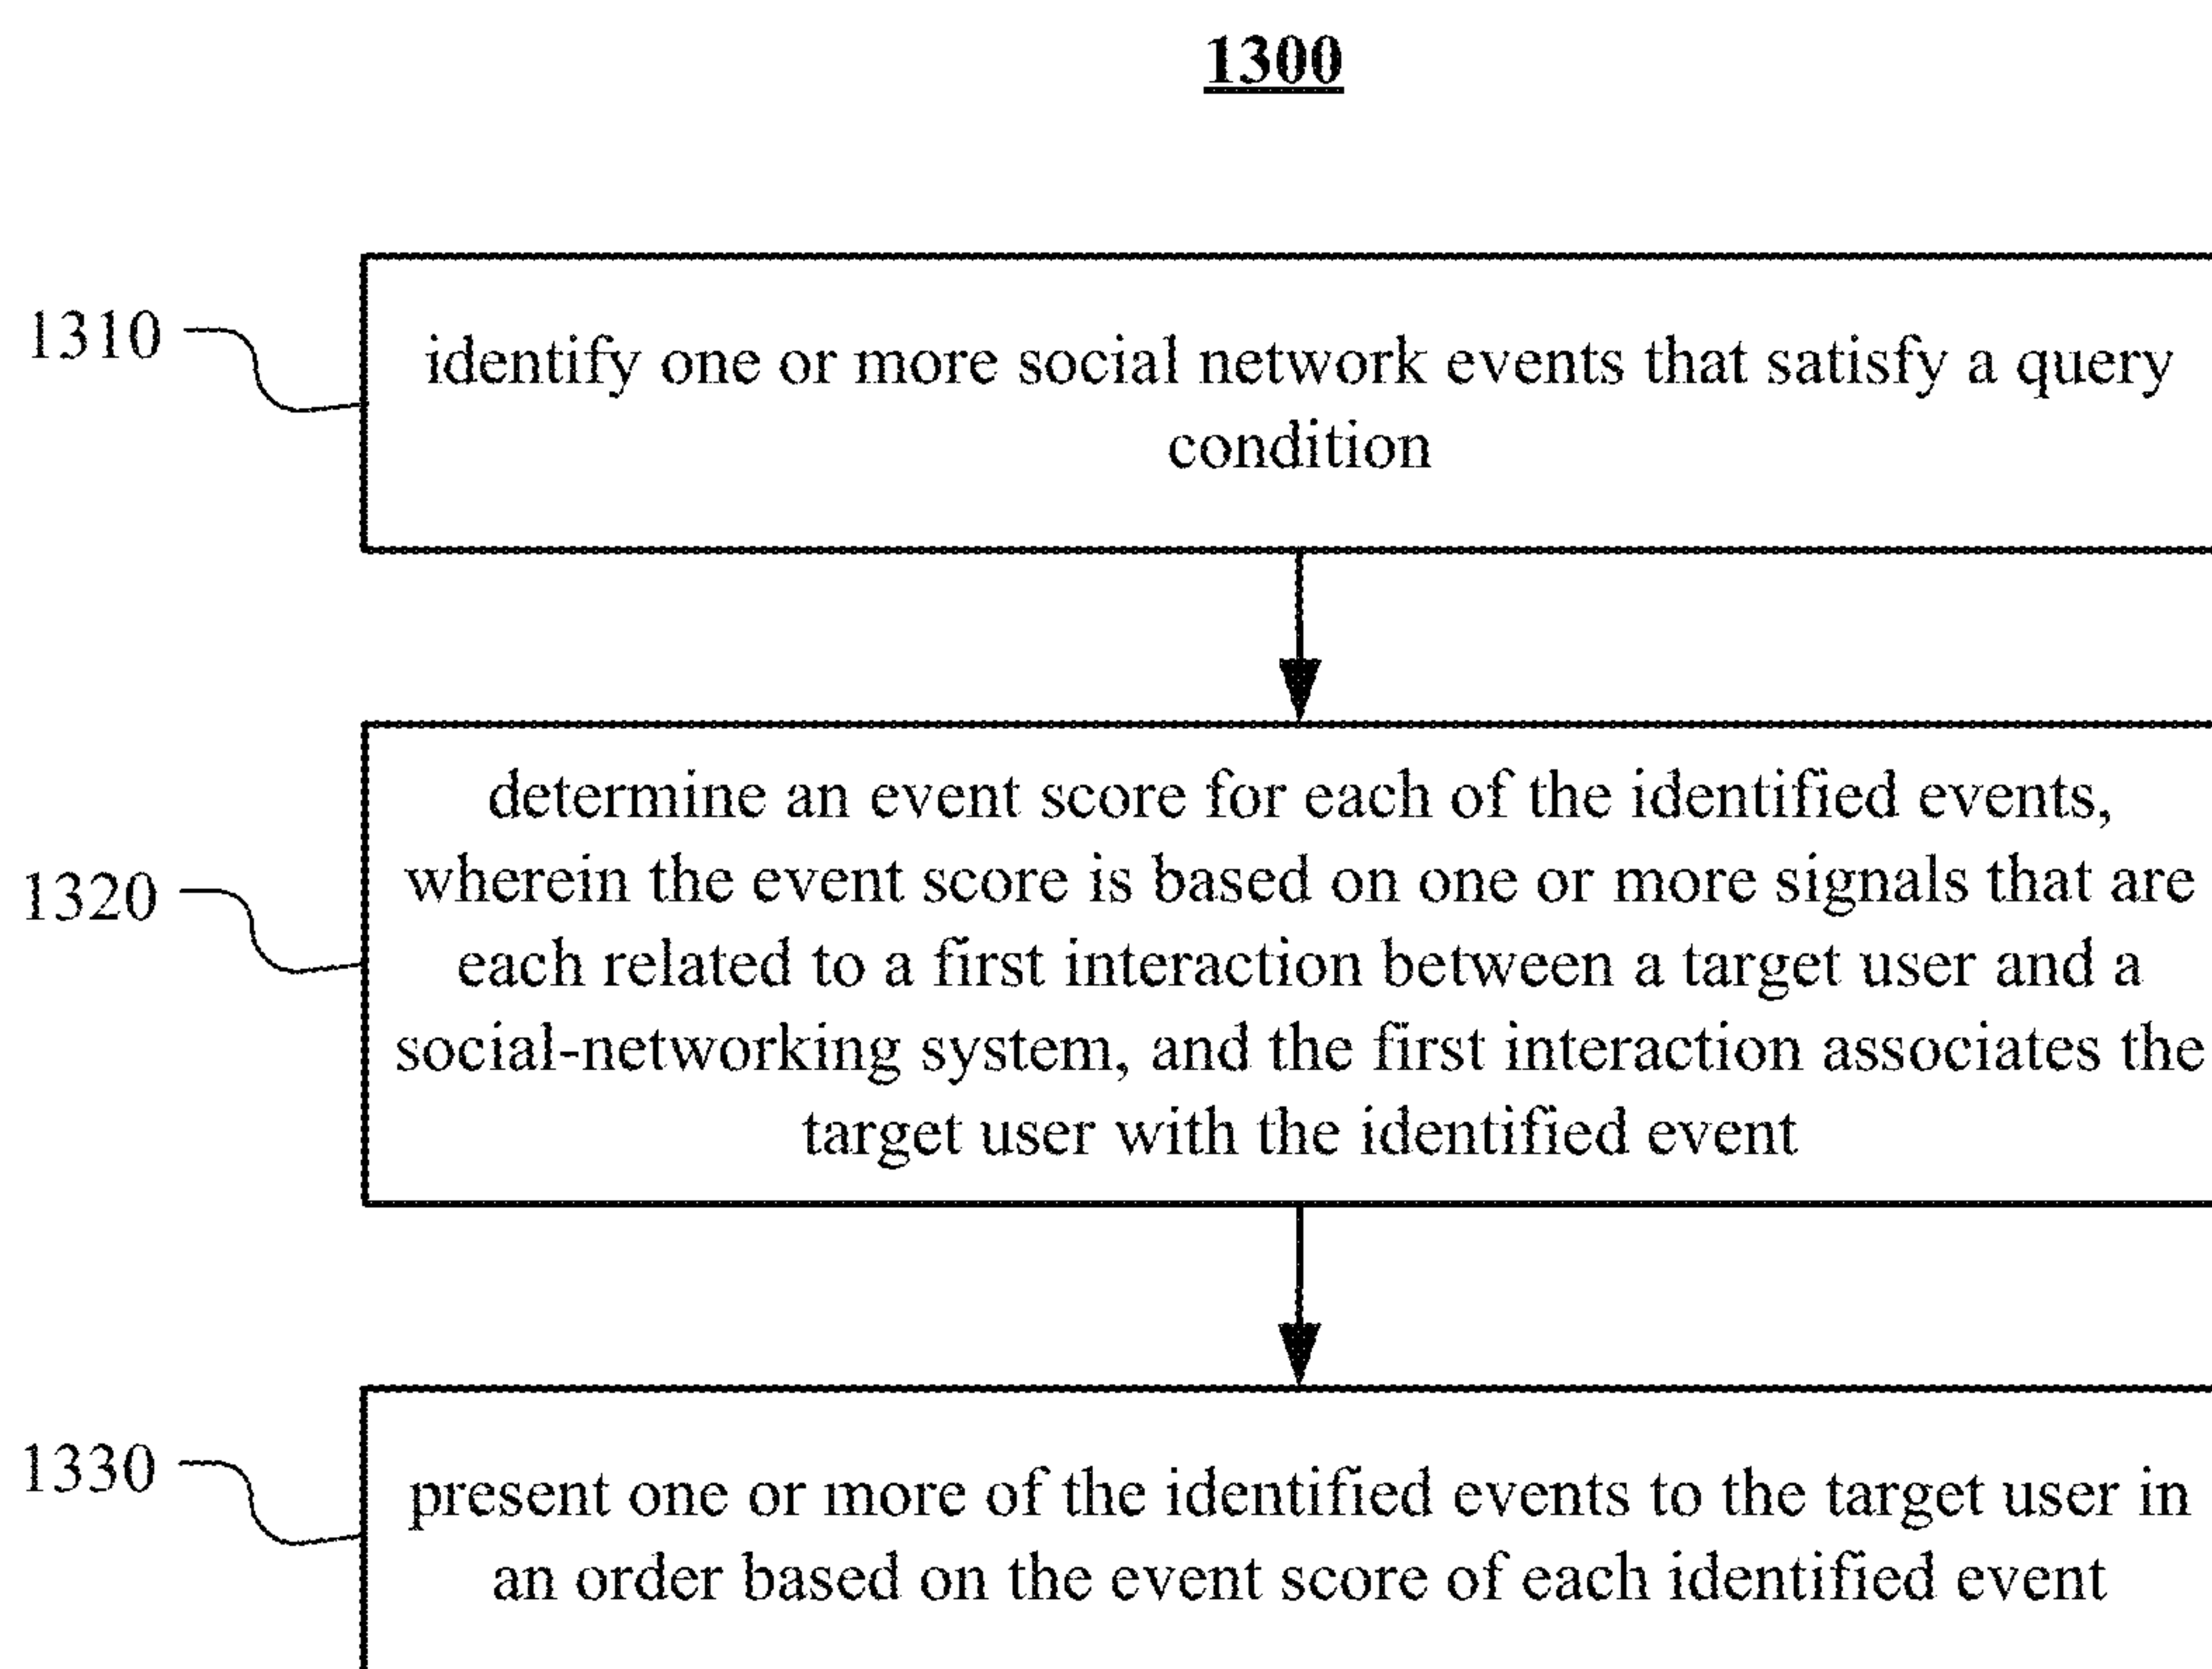 1300
1310
identify one or more social network events that satisfy a query
condition
determine an event score for each of the identified events,
wherein the event score is based on one or more signals that are
1320
each related to a first interaction between a target user and a
social-networking system, and the first interaction associates the
target user with the identified event
1330
present one or more of the identified events to the target user in
an order based on the event score of each identified event